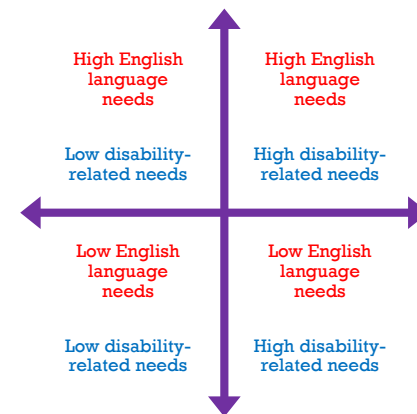 High English
language
needs
Low disability-
related needs
High English
language
needs
High disability-
related needs
Low English
language
needs
Low disability-
related needs
Low English
language
needs
High disability-
related needs